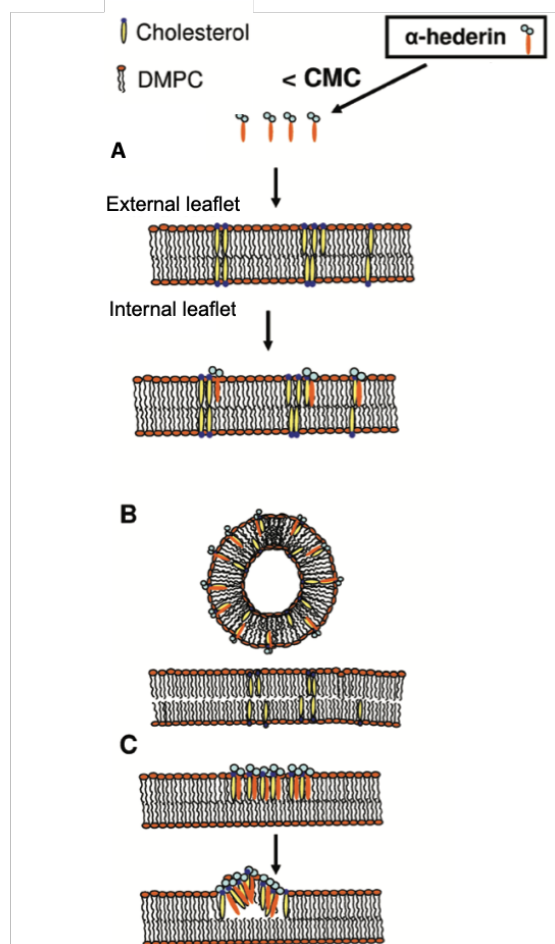 Cholesterol
α-hederin
DMPC
< CMC
A
External leaflet
Internal leaflet
B
C